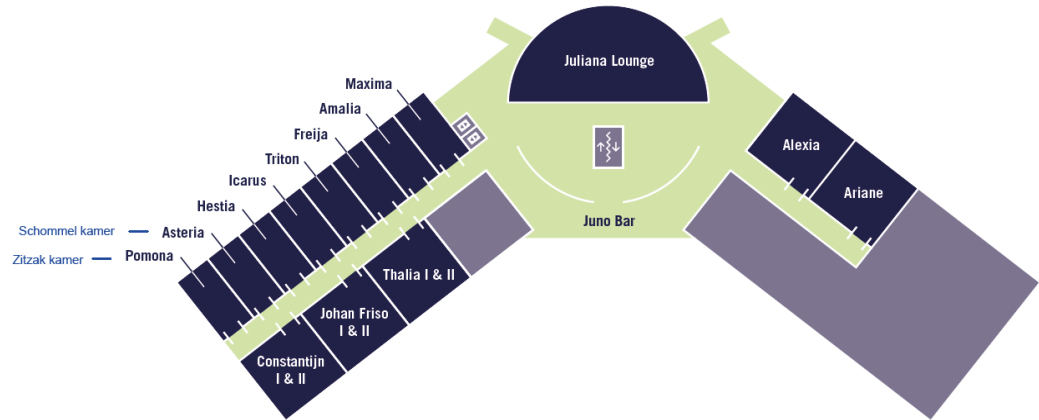 Juliana Lounge
Maxima
Amalia
Freija
Triton
Icarus
Hestia
Schommel kamer
Asteria
Zitzak kamer
Pomona
Alexia
Ariane
Juno Bar
Thalia I & II
Johan Friso
I & II
Constantijn
I & II